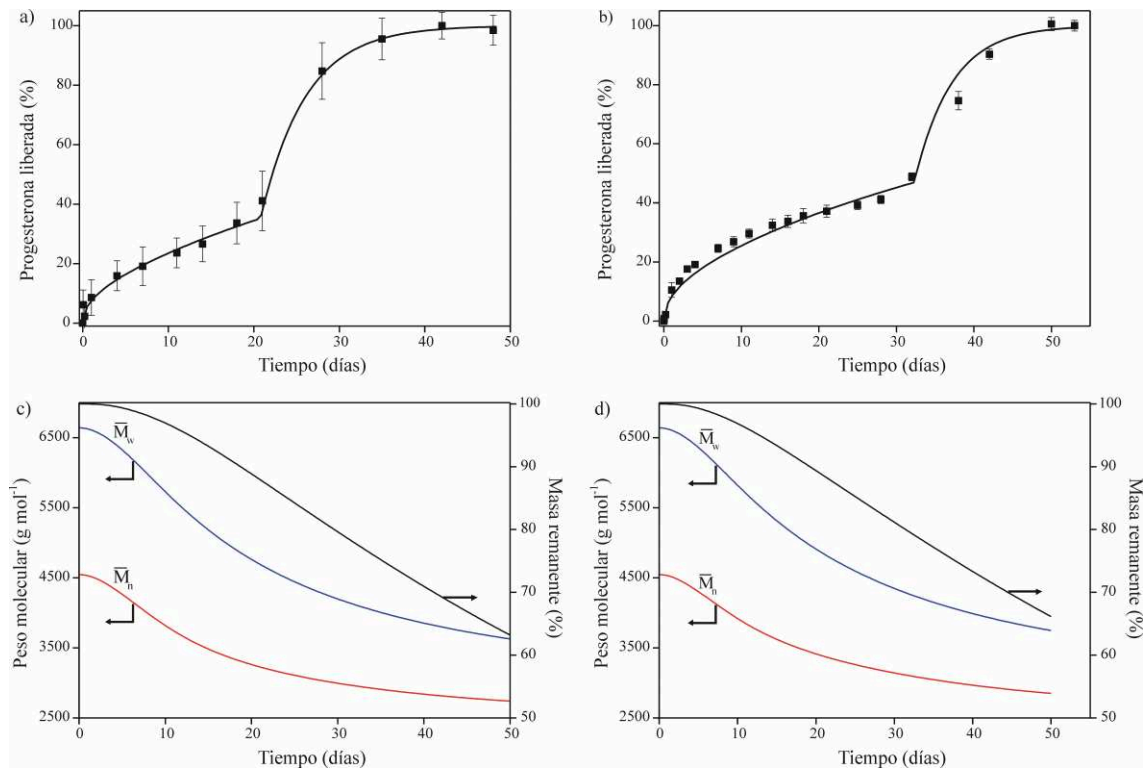 a)
Progesterona liberada (%)
100
80
60
40
20
0
0 10 20 30 40 50
Tiempo (días)
b)
Progesterona liberada (%)
100
80
60
40
20
0
0 10 20 30 40 50
Tiempo (días)
c)
Peso molecular (g mol⁻¹)
6500
5500
4500
3500
2500
M̅w
M̅n
100
90
80
70
60
50
Masa remanente (%)
0 10 20 30 40 50
Tiempo (días)
d)
Peso molecular (g mol⁻¹)
6500
5500
4500
3500
2500
M̅w
M̅n
100
90
80
70
60
50
Masa remanente (%)
0 10 20 30 40 50
Tiempo (días)